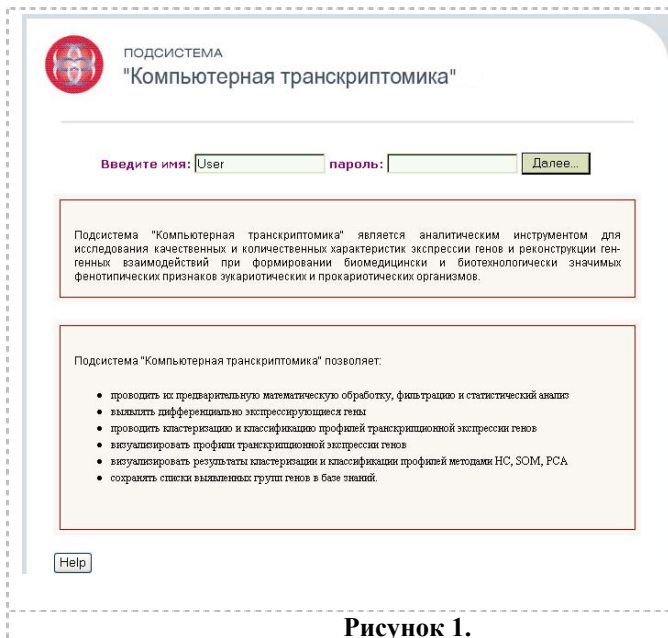 ПОДСИСТЕМА
"Компьютерная транскриптомика"
Введите имя: User пароль: Далее...
Подсистема "Компьютерная транскриптомика" является аналитическим инструментом для
исследования качественных и количественных характеристик экспрессии генов и реконструкции ген-
генных взаимодействий при формировании биомедицински и биотехнологически значимых
фенотипических признаков эукариотических и прокариотических организмов.
Подсистема "Компьютерная транскриптомика" позволяет:
• проводить их предварительную математическую обработку, фильтрацию и статистический анализ
• выявлять дифференциально экспрессирующиеся гены
• проводить кластеризацию и классификацию профилей транскрипционной экспрессии генов
• визуализировать профили транскрипционной экспрессии генов
• визуализировать результаты кластеризации и классификации профилей методами HC, SOM, PCA
• сохранять списки выявленных групп генов в базе знаний.
Help
Рисунок 1.